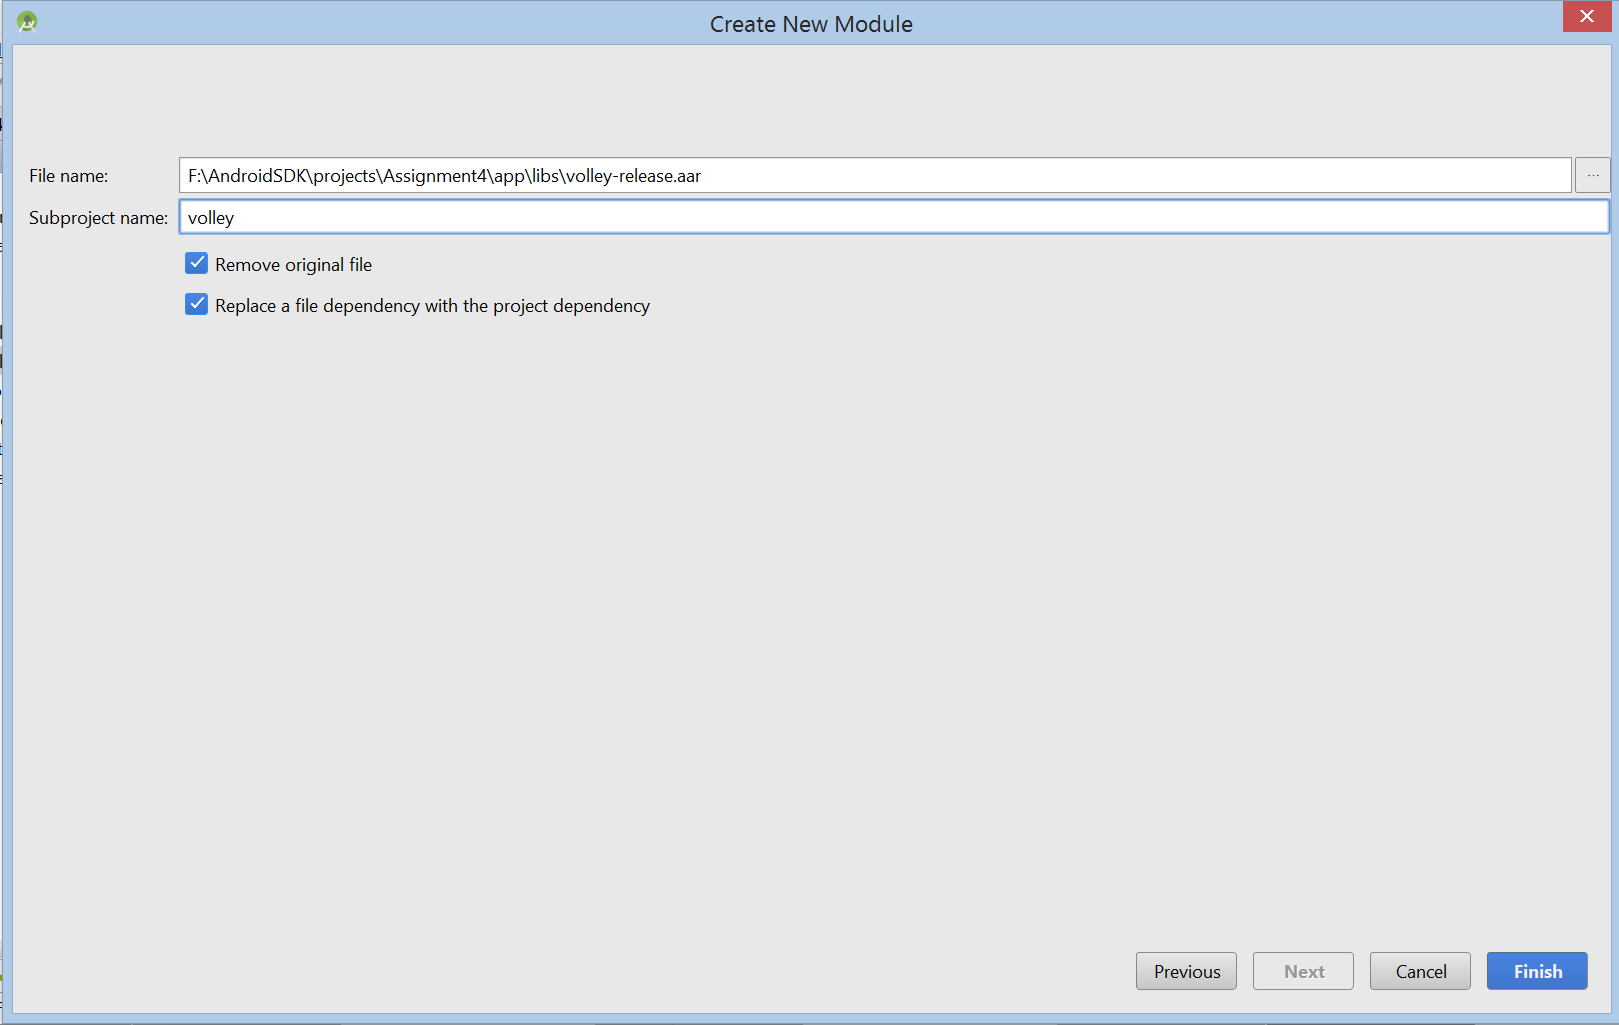 Create New Module
File name: F:\AndroidSDK\projects\Assignment4\app\libs\volley-release.aar ...
Subproject name: volley
Remove original file
Replace a file dependency with the project dependency
Previous Next Cancel Finish